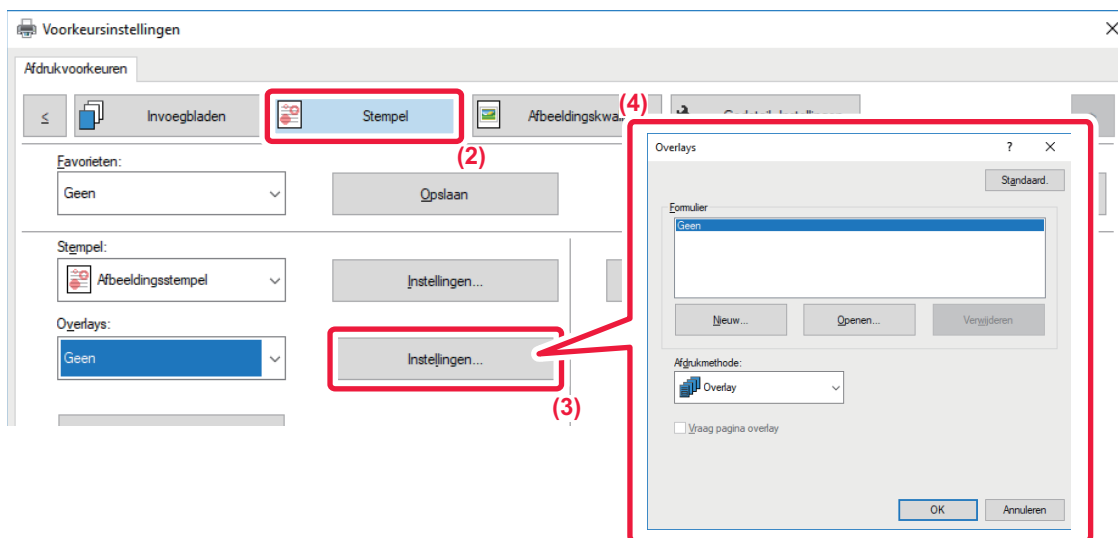 Voorkeursinstellingen
Afdrukvoorkeuren
<
Invoegbladen
Stempel
(2)
(4)
Favorieten:
Geen
Opslaan
Stempel:
Afbeeldingsstempel
Instellingen...
Overlays:
Geen
Instellingen...
(3)
Overlays
?
Standaard.
Formulier
Geen
Nieuw...
Openen...
Verwijderen
Afdrukmethode:
Overlay
Vraag pagina overlay
OK
Annuleren